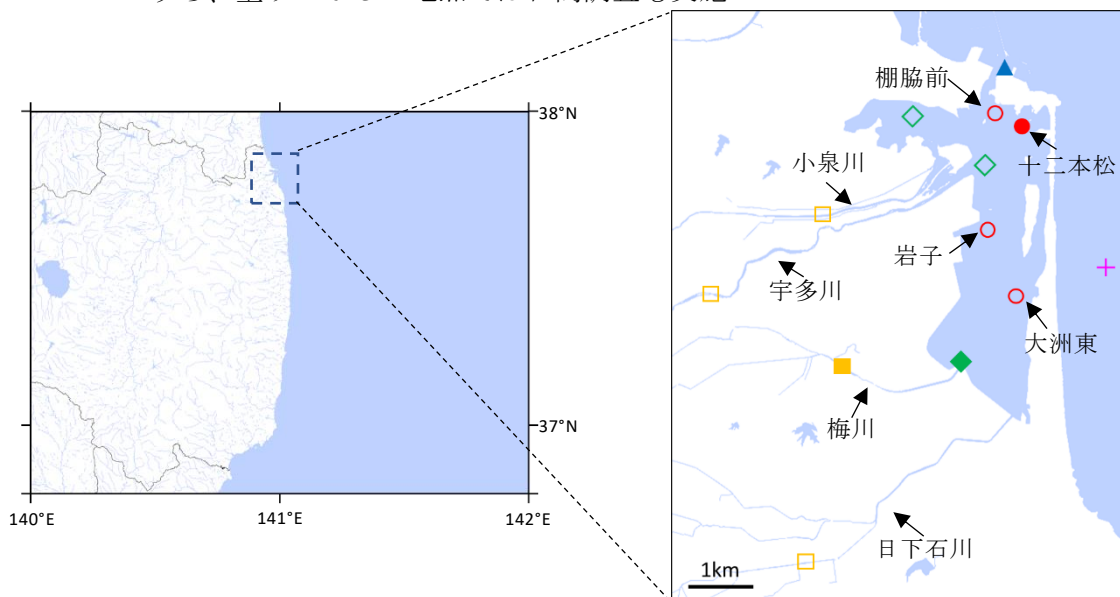 38°N
37°N
140°E
141°E
142°E
棚脇前
十二本松
小泉川
岩子
宇多川
大洲東
梅川
日下石川
1km